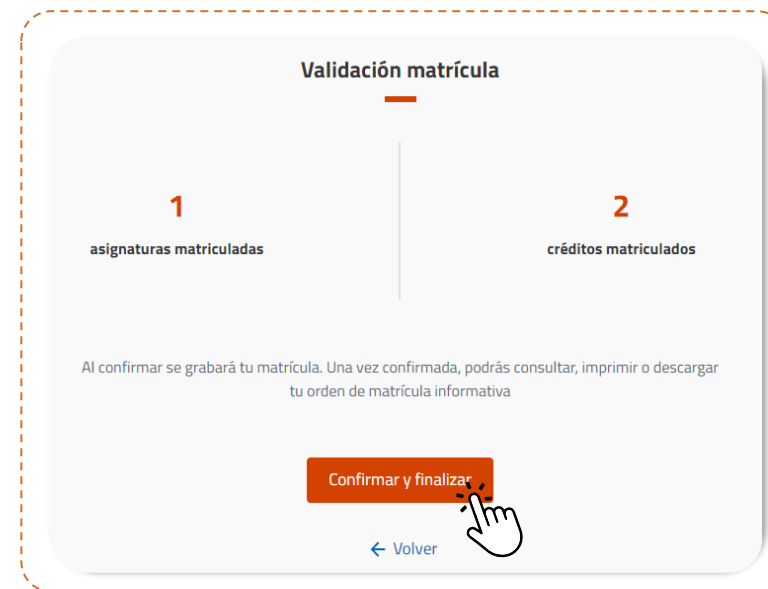 Validación matrícula
1
asignaturas matriculadas
2
créditos matriculados
Al confirmar se grabará tu matrícula. Una vez confirmada, podrás consultar, imprimir o descargar
tu orden de matrícula informativa
Confirmar y finalizar
← Volver